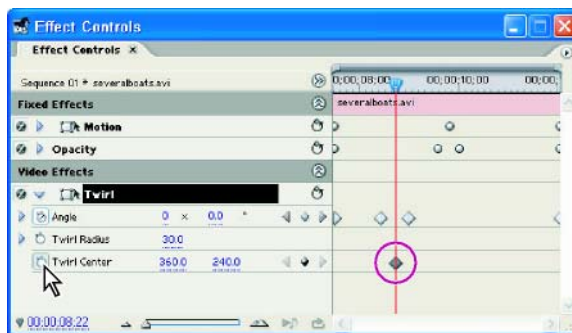 Effect Controls
Effect Controls ×
Sequence 01 * severalboats.avi
0;00;08;00 00;00;10;00 00;00;
Fixed Effects severalboats.avi
Motion
Opacity
Video Effects
Twirl
Angle 0 × 0.0 °
Twirl Radius 30.0
Twirl Center 360.0 240.0
00;00;08;22